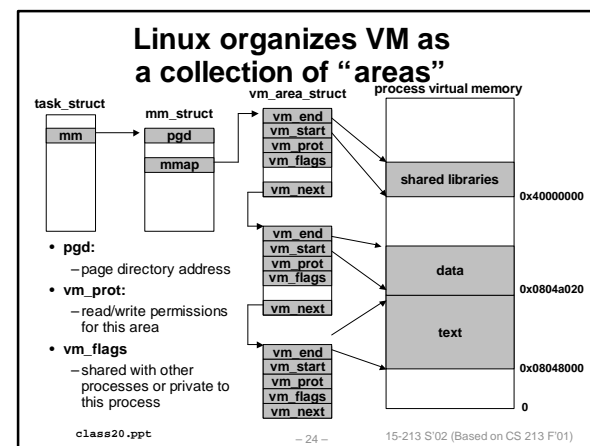 Linux organizes VM as
a collection of “areas”
task_struct
mm
mm_struct
pgd
mmap
vm_area_struct
vm_end
vm_start
vm_prot
vm_flags
vm_next
vm_end
vm_start
vm_prot
vm_flags
vm_next
vm_end
vm_start
vm_prot
vm_flags
vm_next
process virtual memory
shared libraries
0x40000000
data
0x0804a020
text
0x08048000
0
• pgd:
–page directory address
• vm_prot:
–read/write permissions
for this area
• vm_flags
–shared with other
processes or private to
this process
class20.ppt
– 24 –
15-213 S’02 (Based on CS 213 F’01)